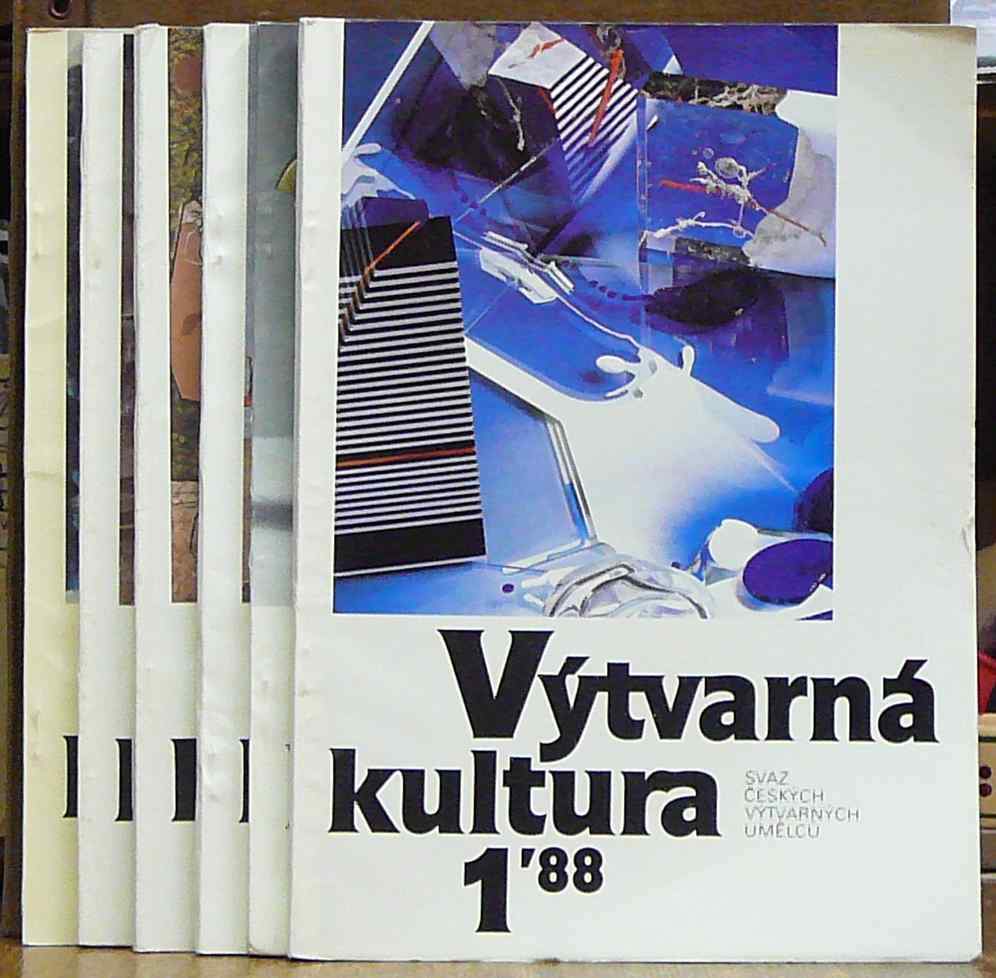 Výtvarná
kultura
SVAZ
ČESKÝCH
VÝTVARNÝCH
UMĚLCŮ
1'88